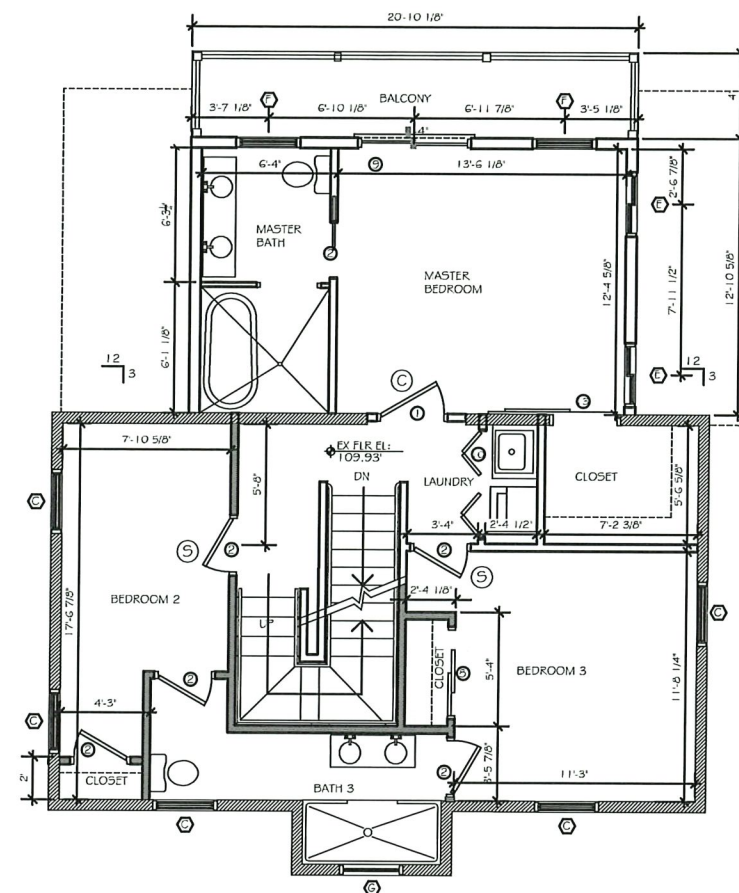 20'-10 1/8"
BALCONY
F
F
3'-7 1/8"
6'-10 1/8"
6'-11 7/8"
3'-5 1/8"
4'
6'-4"
5
13'-6 1/8"
2'-6 7/8"
6'-3½"
MASTER
BATH
2
MASTER
BEDROOM
E
12'-4 5/8"
7'-11 1/2"
12'-10 5/8"
6'-1 1/8"
12
3
E
12
3
C
1
3
7'-10 5/8"
5'-8"
EX FLR EL:
109.93'
DN
LAUNDRY
CLOSET
5'-6 5/8"
C
3'-4"
2'-4 1/2"
7'-2 3/8"
S
2
2
S
2'-4 1/8"
BEDROOM 2
UP
C
17'-6 7/8"
CLOSET
5
5'-4"
BEDROOM 3
11'-8 1/4"
2
4'-3"
C
2
2'
CLOSET
BATH 3
2
11'-3"
C
C
G